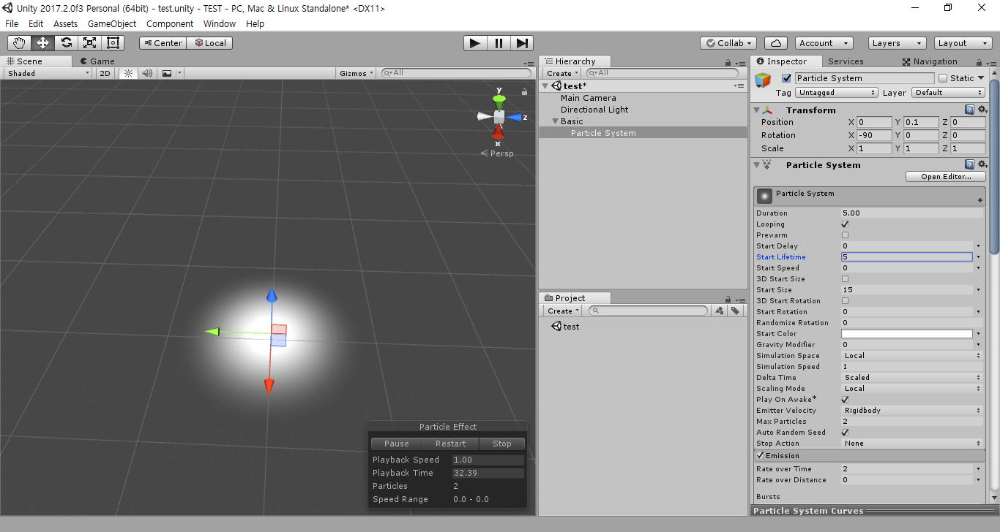 Unity 2017.2.0f3 Personal (64bit) - test.unity - TEST - PC, Mac & Linux Standalone* <DX11>
File Edit Assets GameObject Component Window Help
Center Local Collab Account Layers Layout
Scene Game
Shaded 2D Gizmos All
y
z
x
Persp
Particle Effect
Pause Restart Stop
Playback Speed 1.00
Playback Time 32.39
Particles 2
Speed Range 0.0 - 0.0
Hierarchy
Create All
test*
Main Camera
Directional Light
Basic
Particle System
Project
Create
test
Inspector Services Navigation
Particle System Static
Tag Untagged Layer Default
Transform
Position X 0 Y 0.1 Z 0
Rotation X -90 Y 0 Z 0
Scale X 1 Y 1 Z 1
Particle System
Open Editor...
Particle System
Duration 5.00
Looping
Prewarm
Start Delay 0
Start Lifetime 5
Start Speed 0
3D Start Size
Start Size 15
3D Start Rotation
Start Rotation 0
Randomize Rotation 0
Start Color
Gravity Modifier 0
Simulation Space Local
Simulation Speed 1
Delta Time Scaled
Scaling Mode Local
Play On Awake*
Emitter Velocity Rigidbody
Max Particles 2
Auto Random Seed
Stop Action None
Emission
Rate over Time 2
Rate over Distance 0
Bursts
Particle System Curves